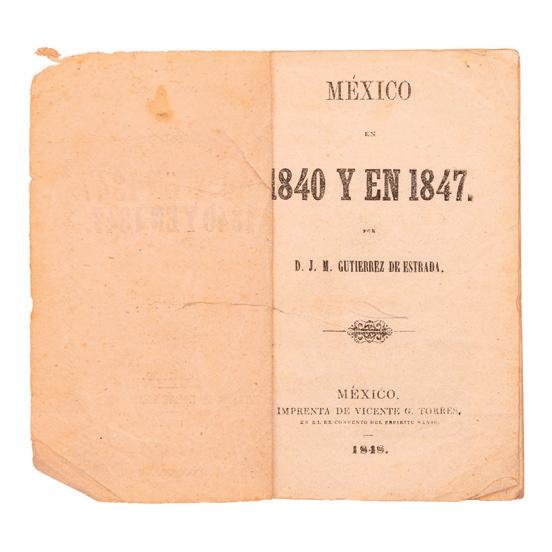 MÉXICO
EN
1840 Y EN 1847.
POR
D. J. M. GUTIERREZ DE ESTRADA.
MÉXICO.
IMPRENTA DE VICENTE G. TORRES,
EN EL EX-CONVENTO DEL ESPIRITU SANTO.
1848.